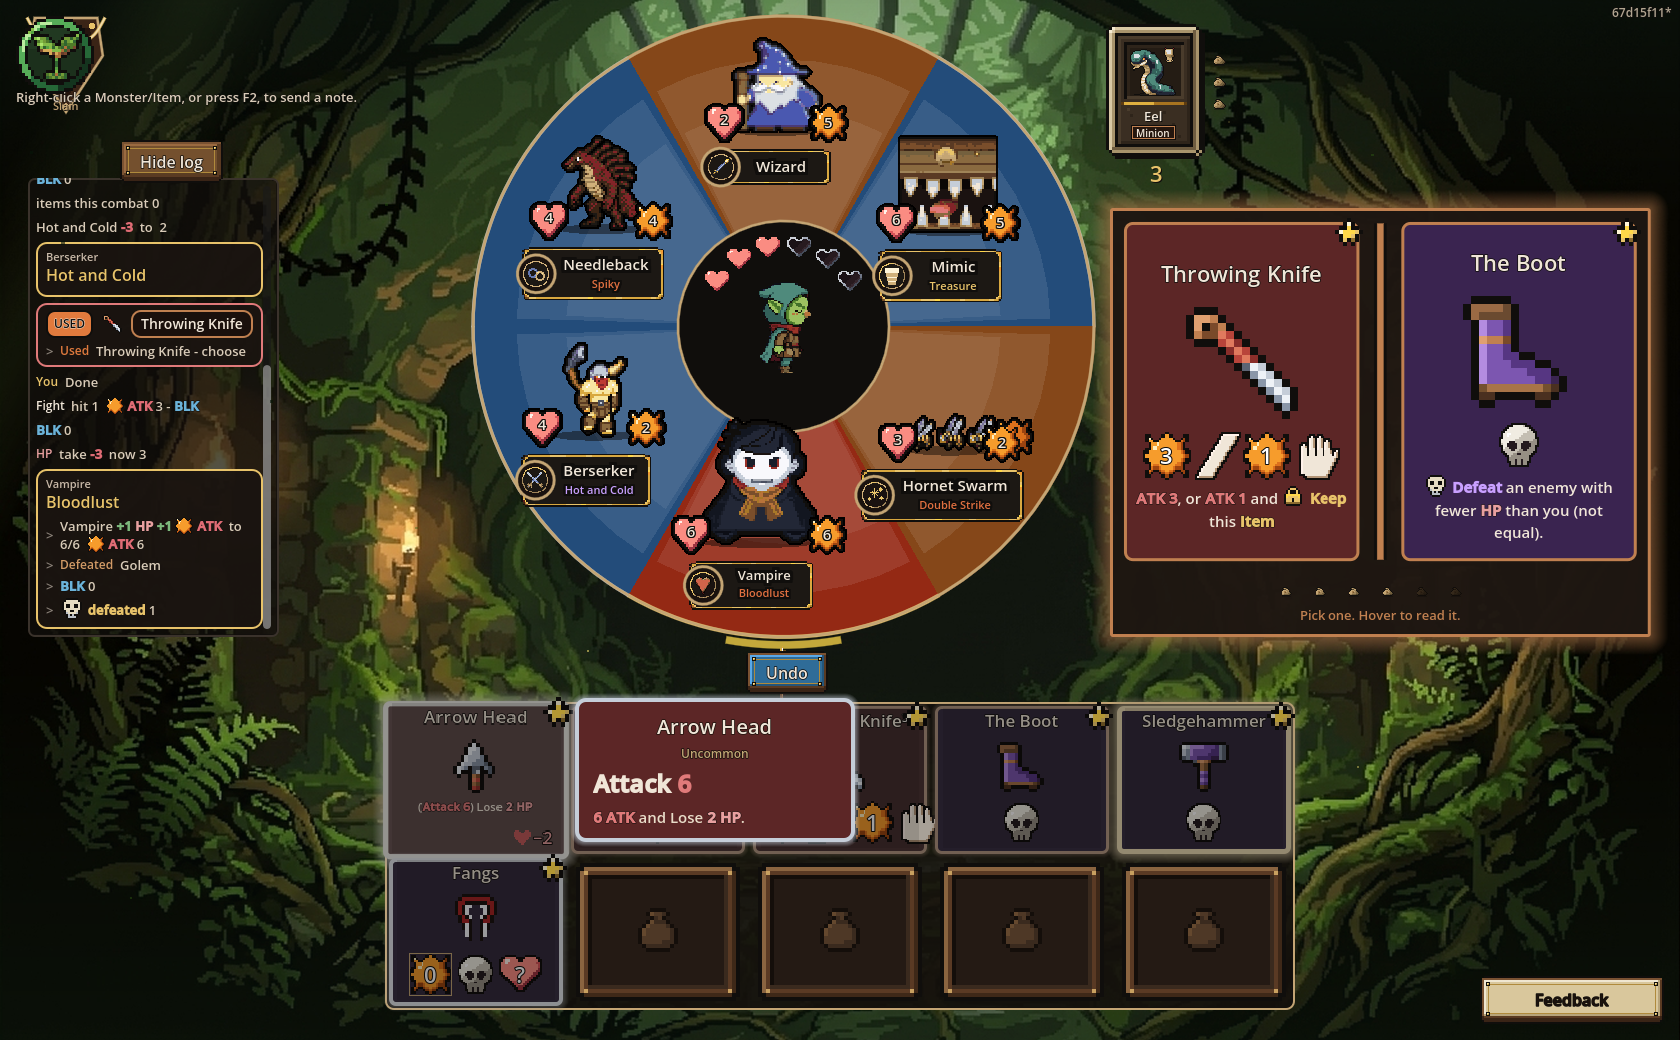 67d15f11*
Right-click a Monster/Item, or press F2, to send a note.
Slam
Hide log
BLK 0
items this combat 0
Hot and Cold -3 to 2
Berserker
Hot and Cold
USED Throwing Knife
> Used Throwing Knife - choose
You Done
Fight hit 1 ATK 3 - BLK
BLK 0
HP take -3 now 3
Vampire
Bloodlust
> Vampire +1 HP +1 ATK to
6/6 ATK 6
> Defeated Golem
> BLK 0
> defeated 1
2 5
Wizard
4 4
Needleback
Spiky
6 5
Mimic
Treasure
4 2
Berserker
Hot and Cold
3 2
Hornet Swarm
Double Strike
6 6
Vampire
Bloodlust
Eel
Minion
3
Throwing Knife
3 1
ATK 3, or ATK 1 and Keep
this Item
The Boot
Defeat an enemy with
fewer HP than you (not
equal).
Pick one. Hover to read it.
Undo
Arrow Head
(Attack 6) Lose 2 HP
-2
Arrow Head
Uncommon
Attack 6
6 ATK and Lose 2 HP.
Knife
1
The Boot
Sledgehammer
Fangs
0 ?
Feedback